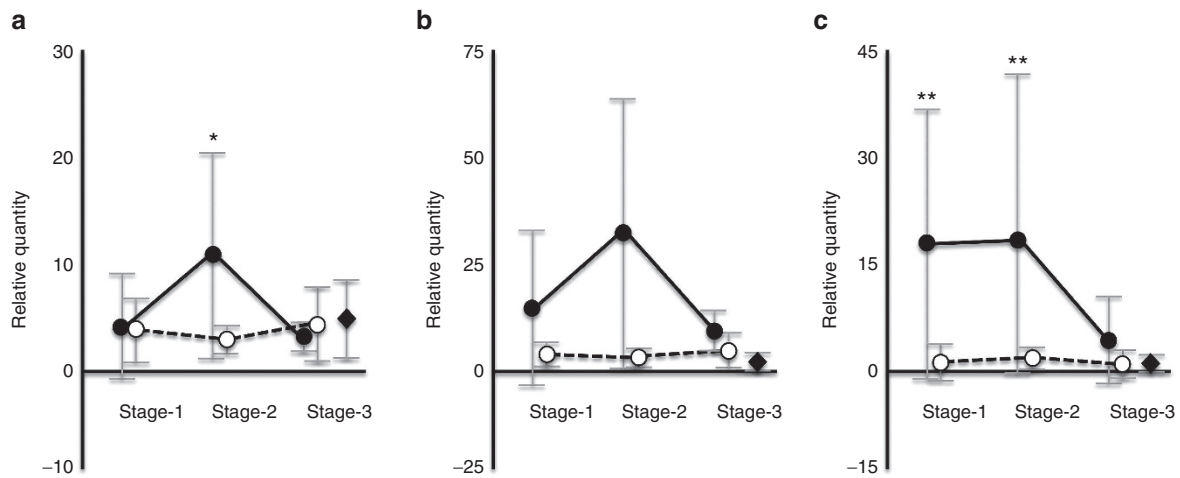 a
30
20
10
0
−10
Relative quantity
*
Stage-1 Stage-2 Stage-3
b
75
50
25
0
−25
Relative quantity
Stage-1 Stage-2 Stage-3
c
45
30
15
0
−15
Relative quantity
** **
Stage-1 Stage-2 Stage-3